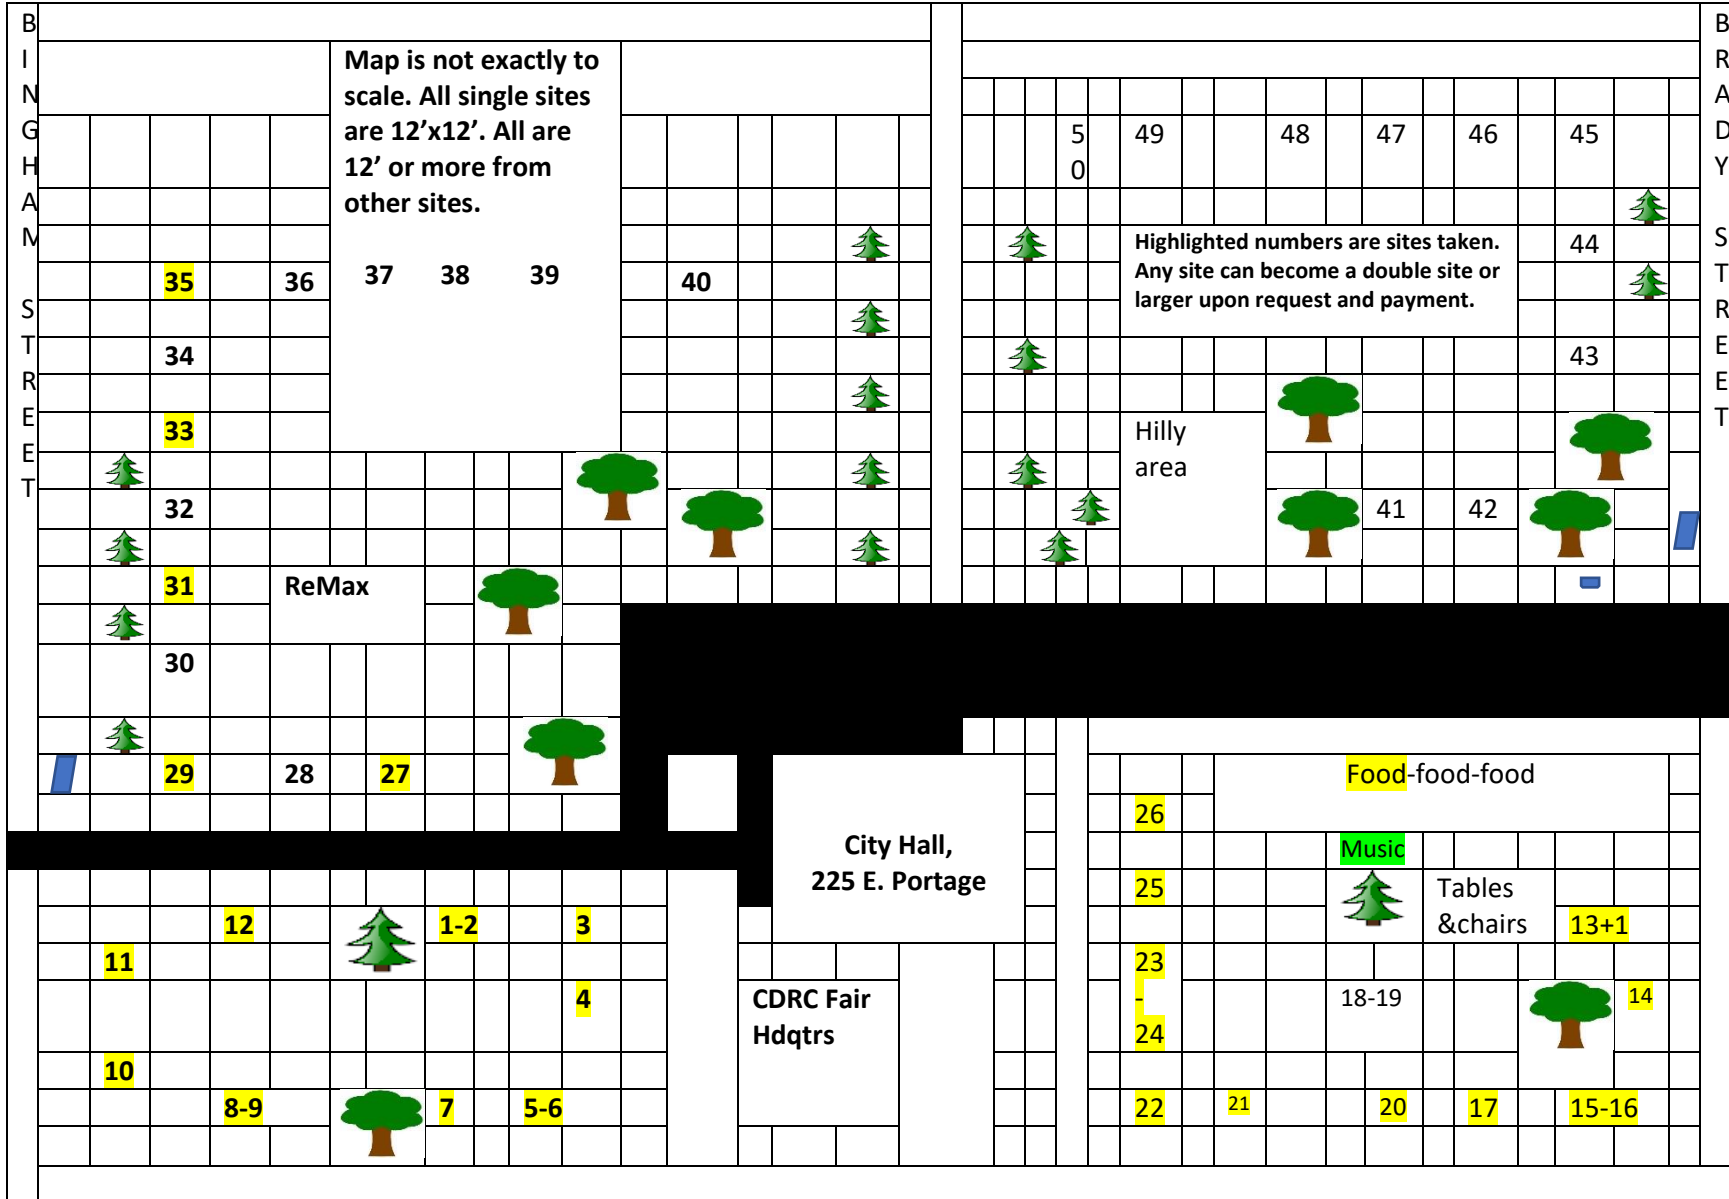 BINGHAM STREET
BRADY STREET
Map is not exactly to
scale. All single sites
are 12’x12’. All are
12’ or more from
other sites.
5 49 48 47 46 45
0
Highlighted numbers are sites taken.
Any site can become a double site or
larger upon request and payment.
44
35 36 37 38 39 40
34
43
33
Hilly
area
32
41 42
31 ReMax
30
29 28 27
Food-food-food
26
City Hall,
225 E. Portage
Music
25
Tables
&chairs
12 1-2 3
13+1
11
23
-
24
4
CDRC Fair
Hdqtrs
18-19
14
10
8-9 7 5-6
22 21 20 17 15-16